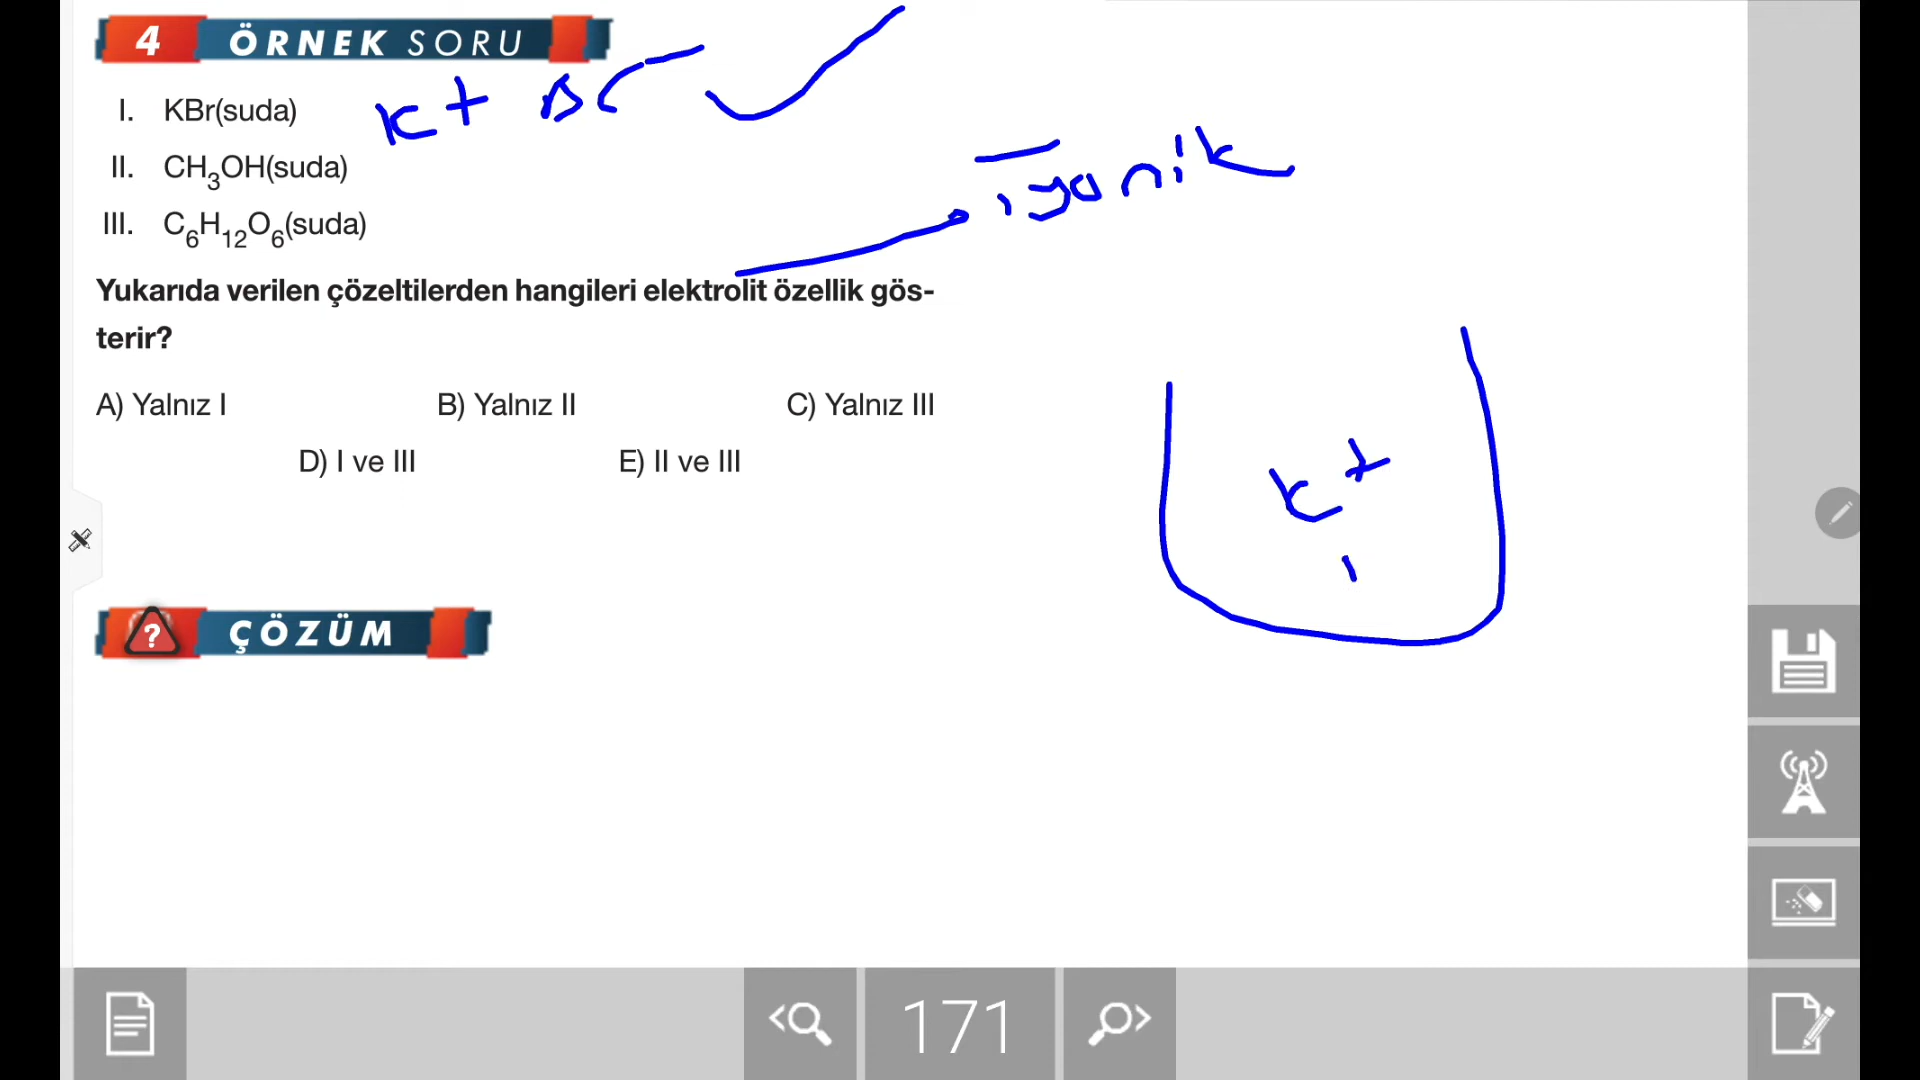 4 ÖRNEK SORU
I. KBr(suda)
K+ Br-
II. CH₃OH(suda)
iyonik
III. C₆H₁₂O₆(suda)
Yukarıda verilen çözeltilerden hangileri elektrolit özellik gös-
terir?
A) Yalnız I B) Yalnız II C) Yalnız III
D) I ve III E) II ve III
K+
? ÇÖZÜM
171